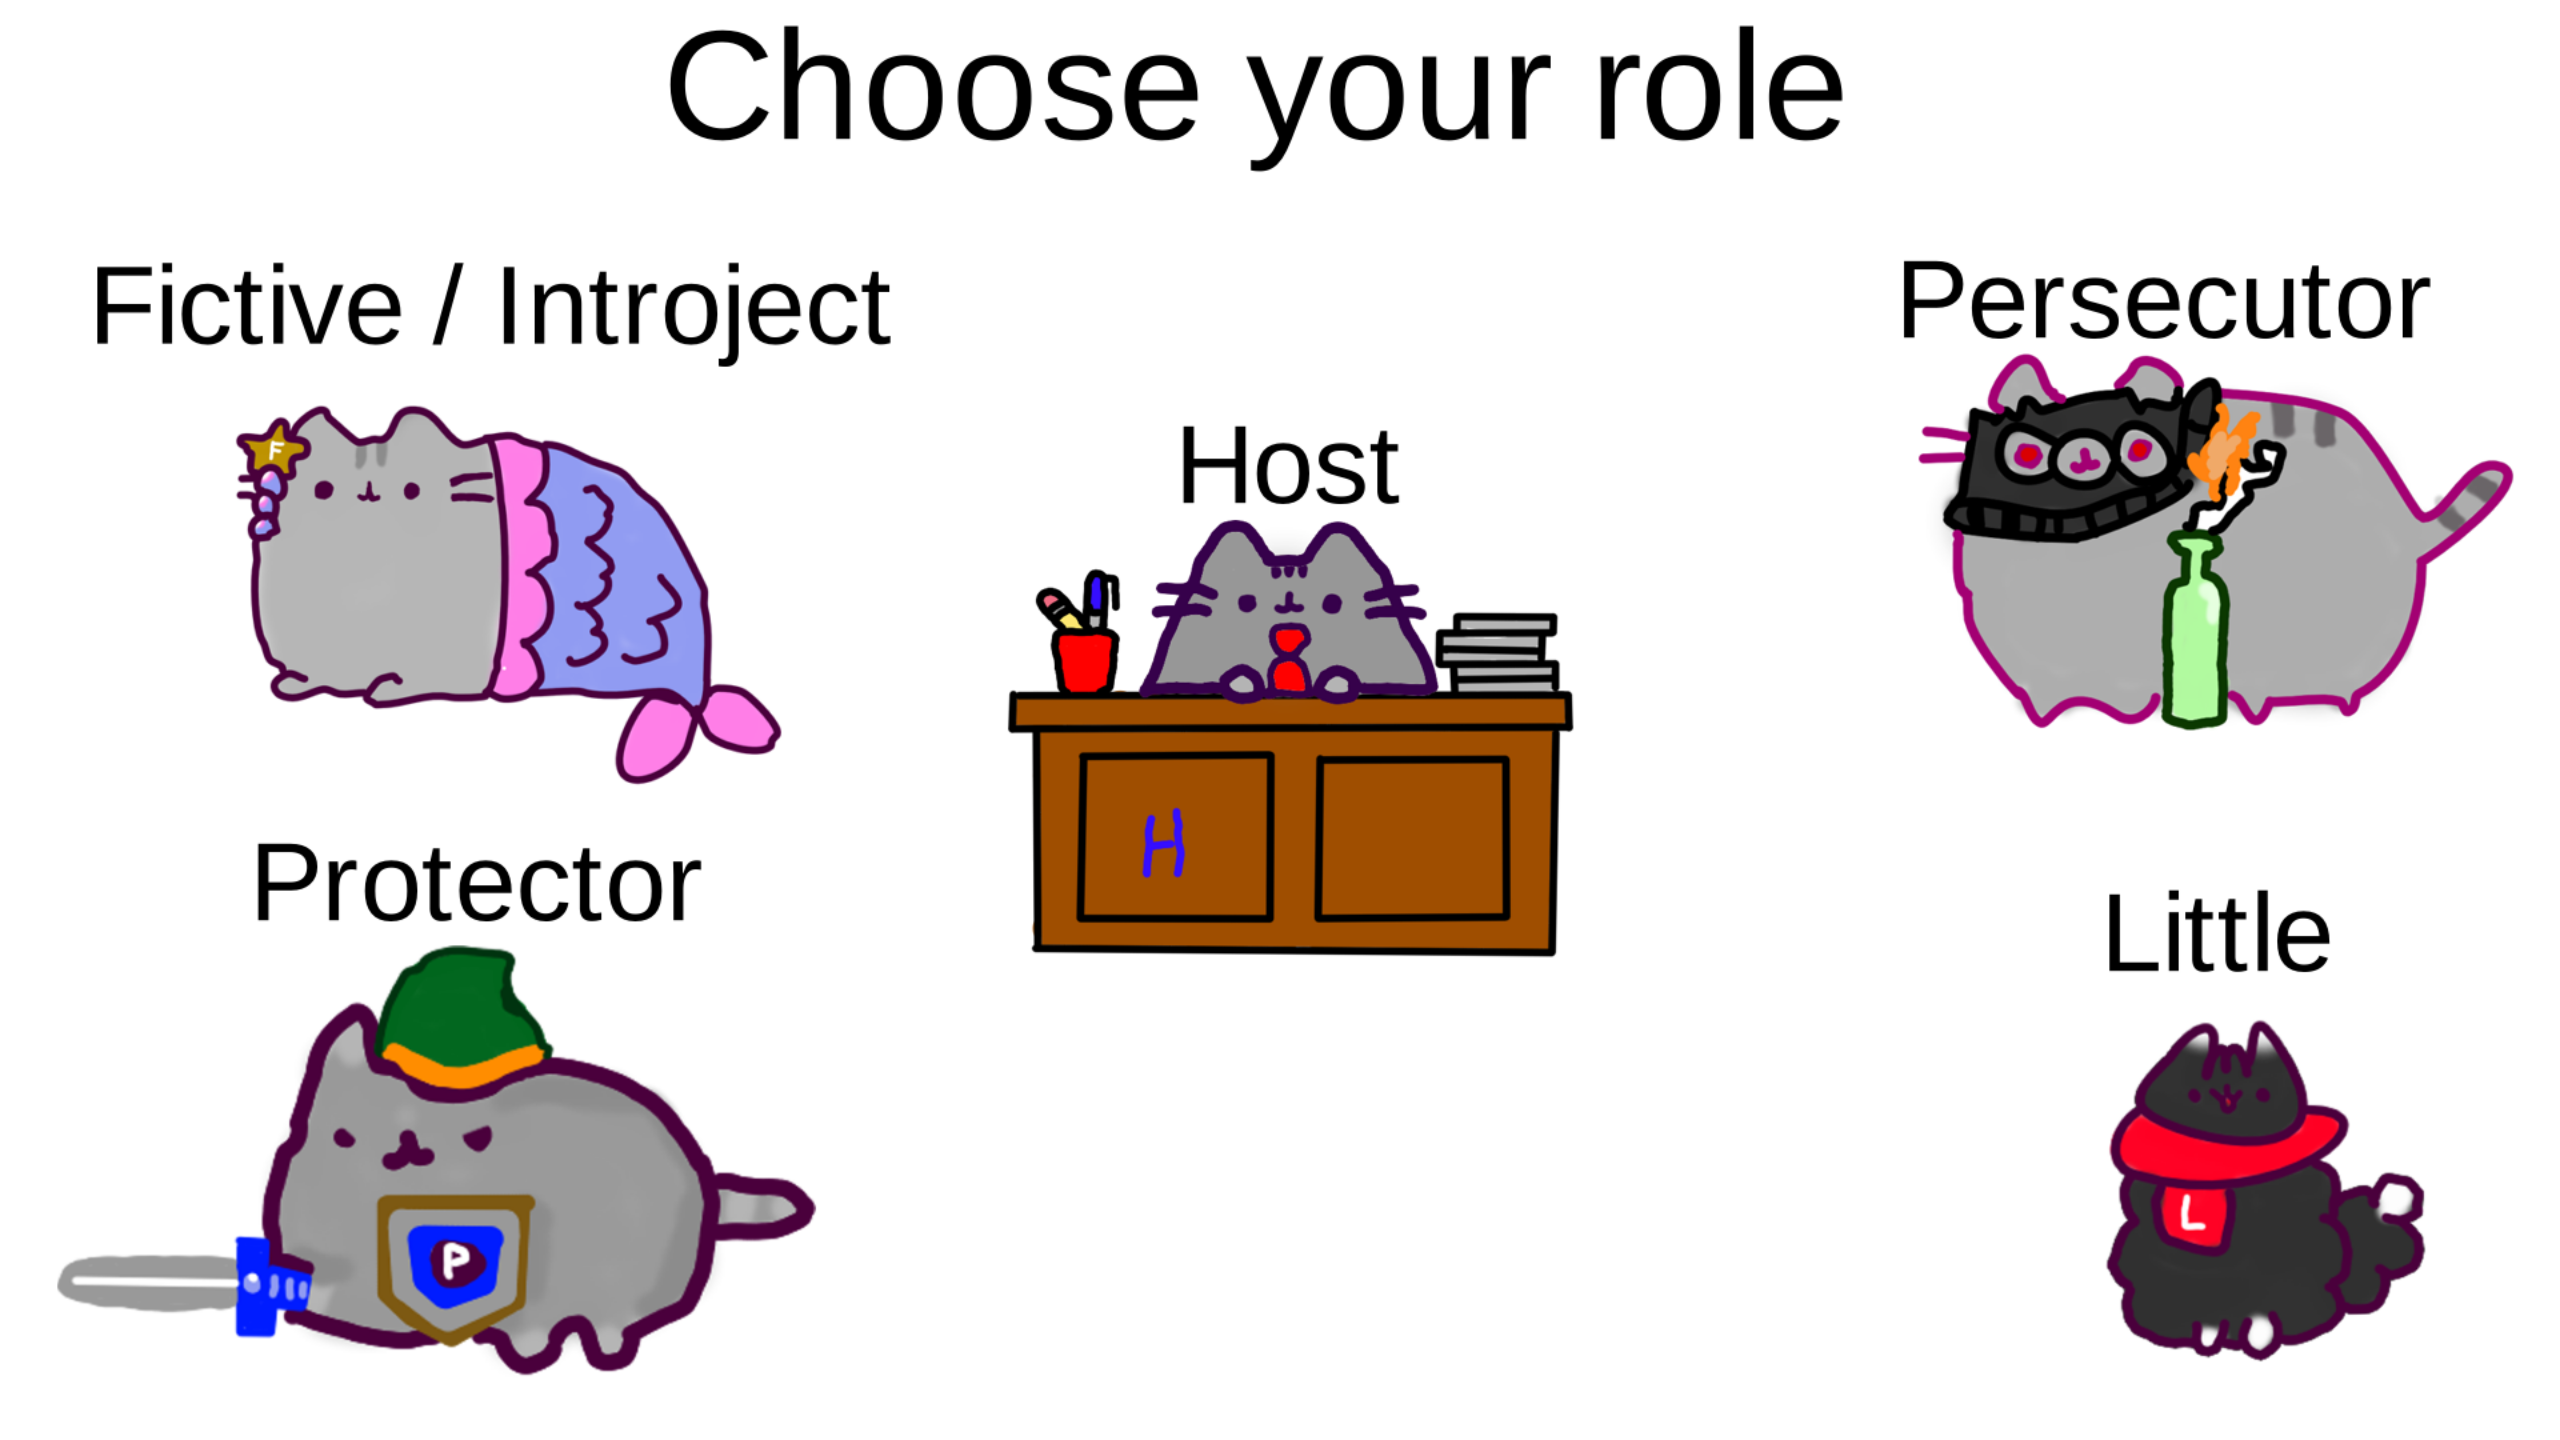 Choose your role
Fictive / Introject
Persecutor
Host
F
H
Protector
Little
P
L